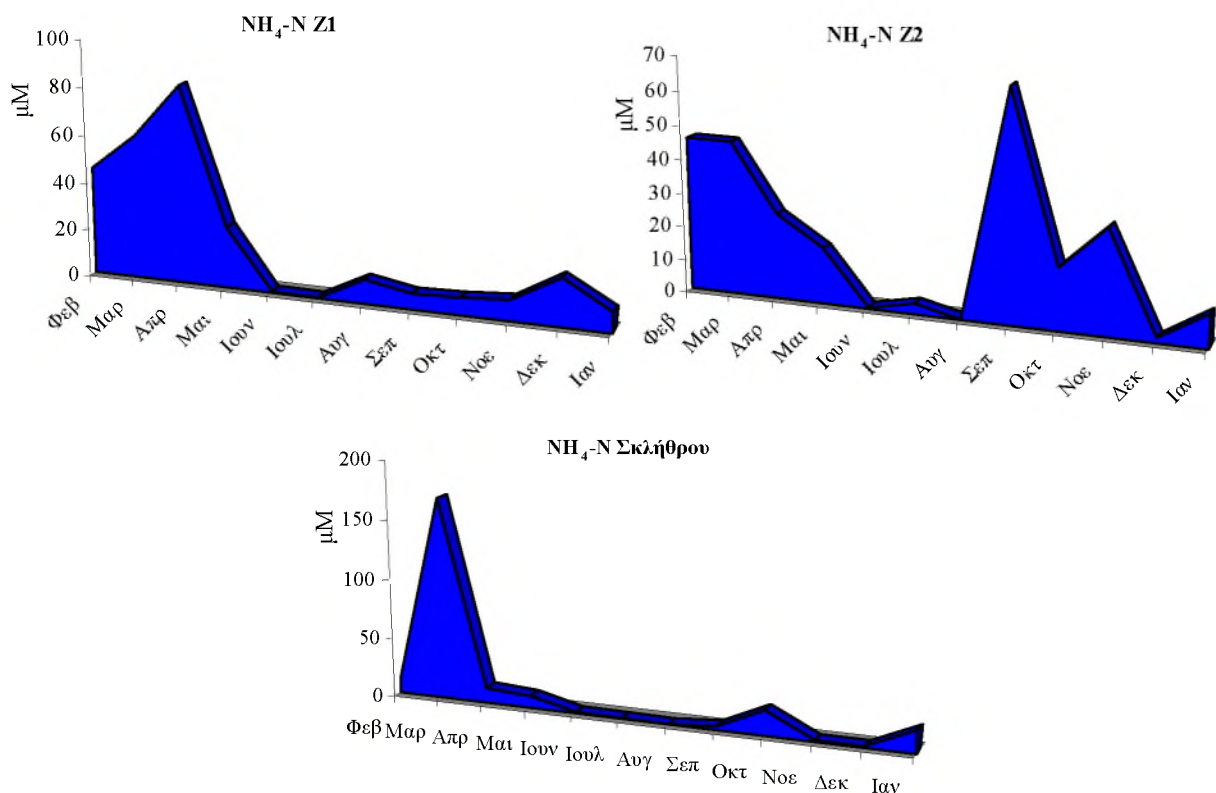 NH₄-N Z1
μM
100
80
60
40
20
0
Φεβ
Μαρ
Απρ
Μαι
Ιουν
Ιουλ
Αυγ
Σεπ
Οκτ
Νοε
Δεκ
Ιαν
NH₄-N Z2
μM
70
60
50
40
30
20
10
0
Φεβ
Μαρ
Απρ
Μαι
Ιουν
Ιουλ
Αυγ
Σεπ
Οκτ
Νοε
Δεκ
Ιαν
NH₄-N Σκλήθρου
μM
200
150
100
50
0
Φεβ Μαρ Απρ Μαι Ιουν Ιουλ Αυγ Σεπ Οκτ Νοε Δεκ Ιαν